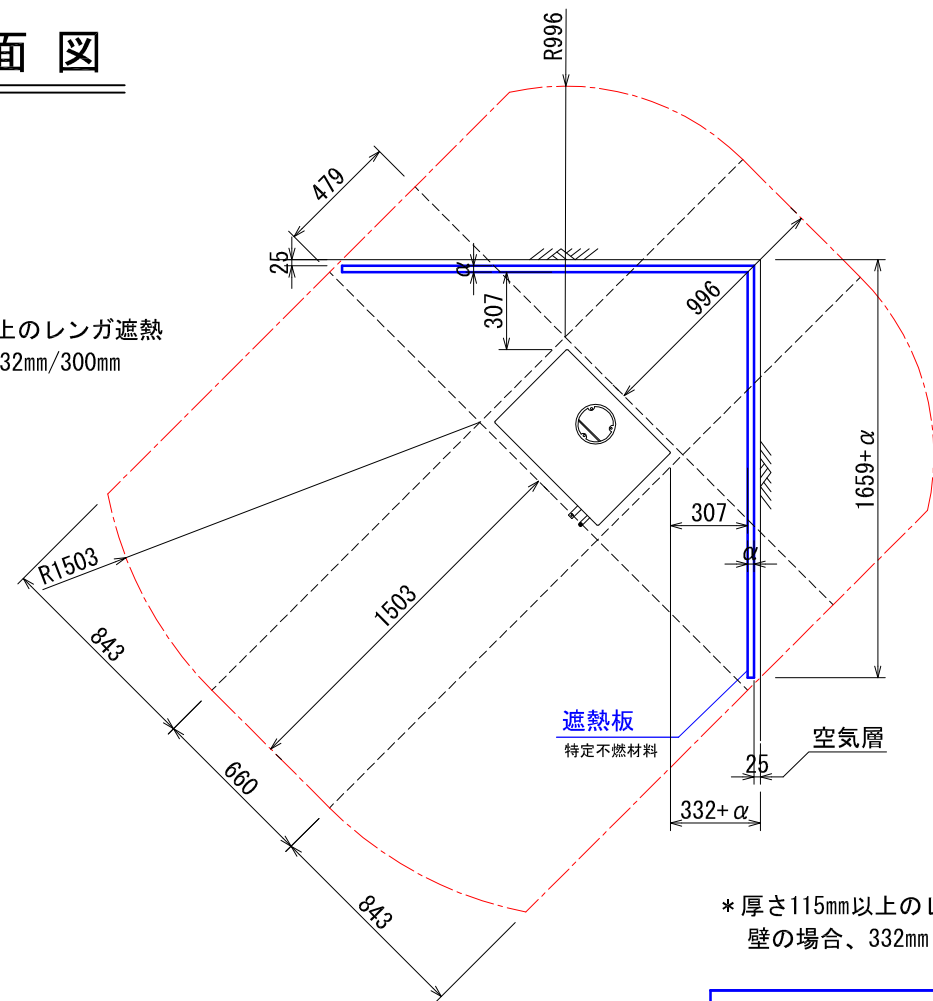 面 図
R996
479
25
α
307
996
上のレンガ遮熱
32mm/300mm
1659+α
307
α
R1503
1503
843
遮熱板
特定不燃材料
空気層
25
660
332+α
843
*厚さ115mm以上のレ
壁の場合、332mm